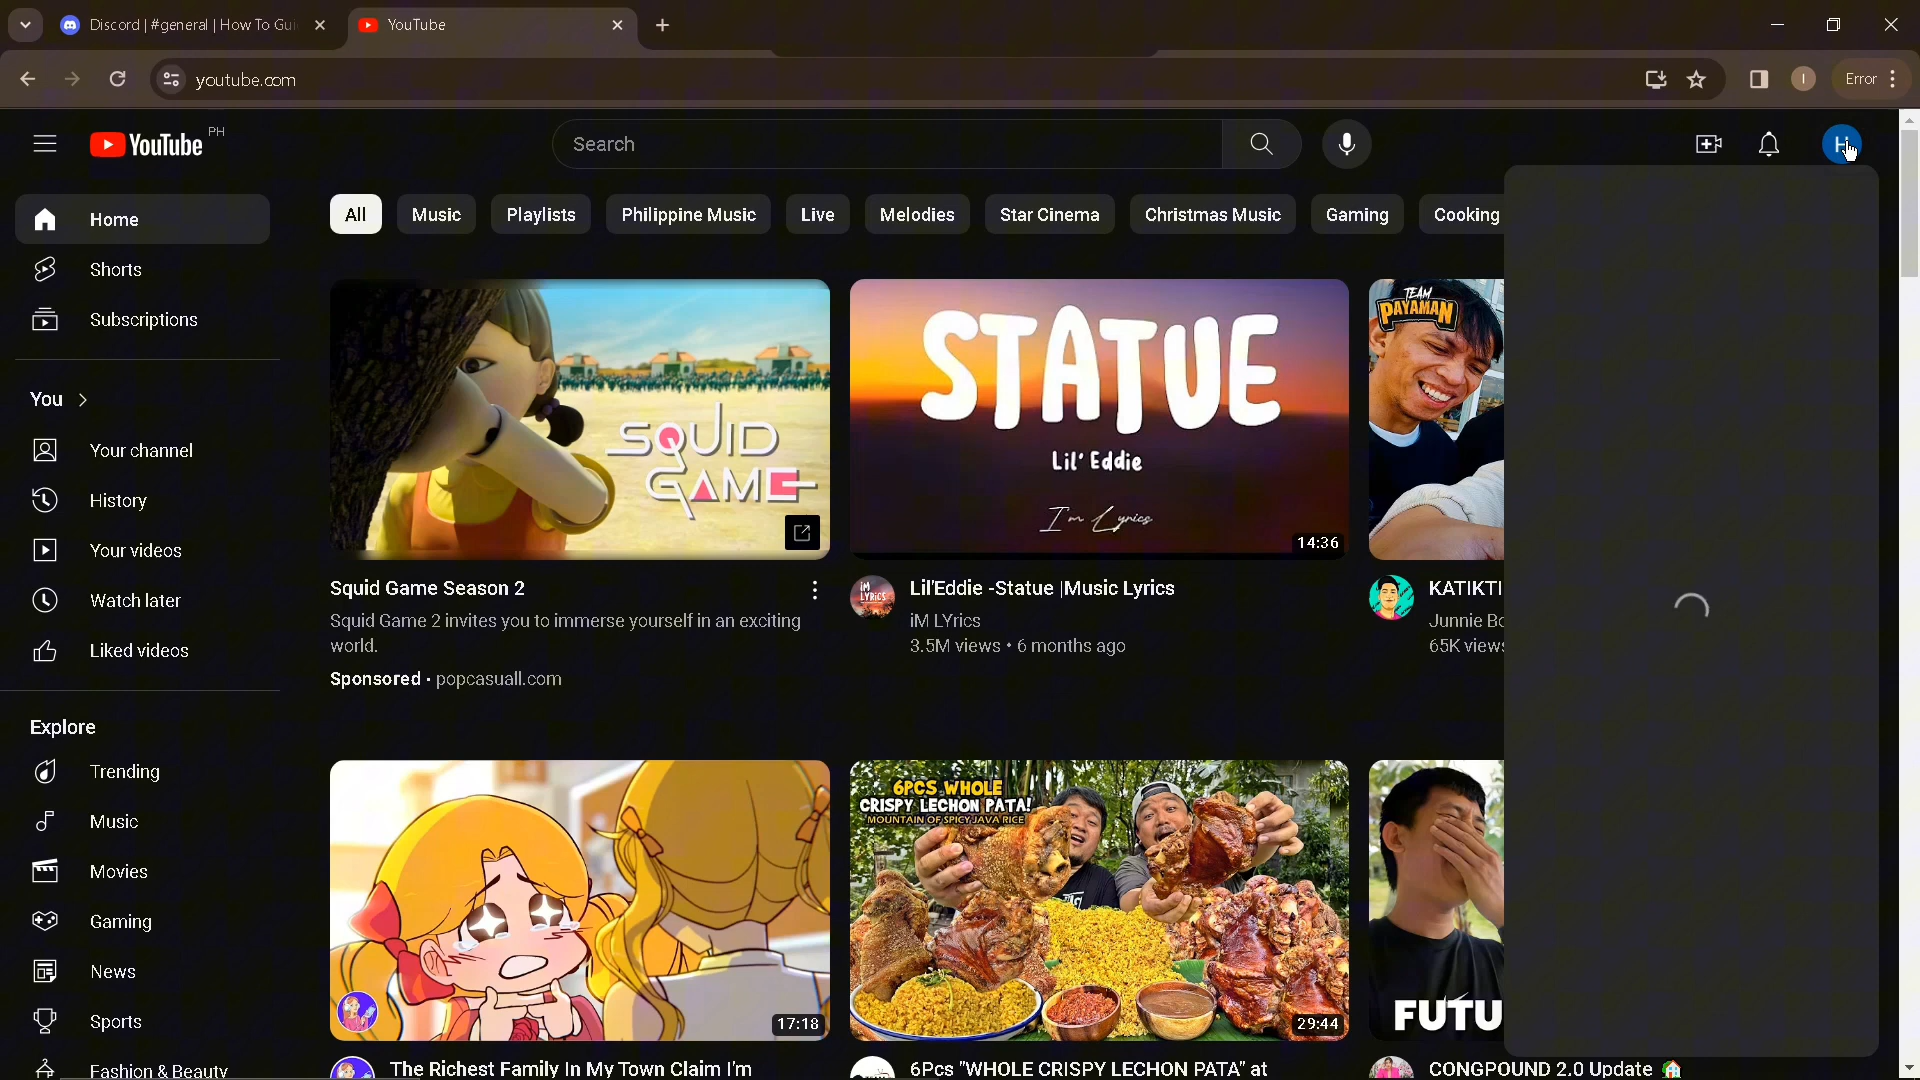 Discord | #general | How To Gui
YouTube
youtube.com
I
Error
YouTube PH
Search
H
All
Music
Playlists
Philippine Music
Live
Melodies
Star Cinema
Christmas Music
Gaming
Cooking
Home
Shorts
Subscriptions
You
Your channel
History
Your videos
Watch later
Liked videos
Explore
Trending
Music
Movies
Gaming
News
Sports
Fashion & Beauty
SQUID
GAME
Squid Game Season 2
Squid Game 2 invites you to immerse yourself in an exciting
world.
Sponsored • popcasuall.com
STATUE
Lil' Eddie
I'm Lyrics
14:36
iM LYRICS
Lil'Eddie -Statue |Music Lyrics
iM LYrics
3.5M views • 6 months ago
TEAM
PAYAMAN
KATIKTI
Junnie Bo
65K views
17:18
The Richest Family In My Town Claim I'm
6PCS WHOLE
CRISPY LECHON PATA!
MOUNTAIN OF SPICY JAVA RICE
29:44
6Pcs "WHOLE CRISPY LECHON PATA" at
FUTU
CONGPOUND 2.0 Update